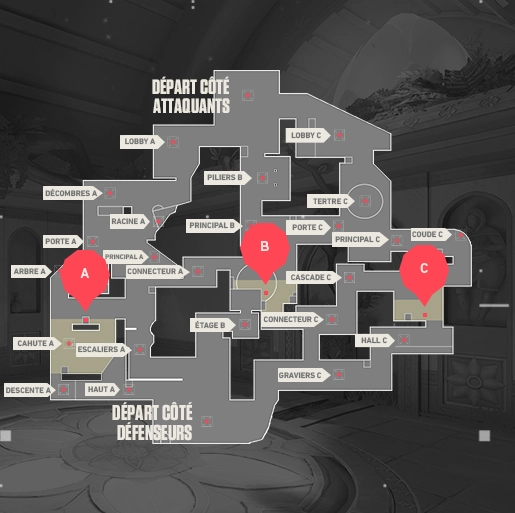 DÉPART CÔTÉ
ATTAQUANTS
LOBBY A
LOBBY C
PILIERS B
DÉCOMBRES A
TERTRE C
RACINE A
PRINCIPAL B
PORTE C
COUDE C
PORTE A
PRINCIPAL C
B
PRINCIPAL A
ARBRE A
CONNECTEUR A
A
C
CASCADE C
CONNECTEUR C
ÉTAGE B
CAHUTE A
ESCALIERS A
HALL C
GRAVIERS C
DESCENTE A
HAUT A
DÉPART CÔTÉ
DÉFENSEURS